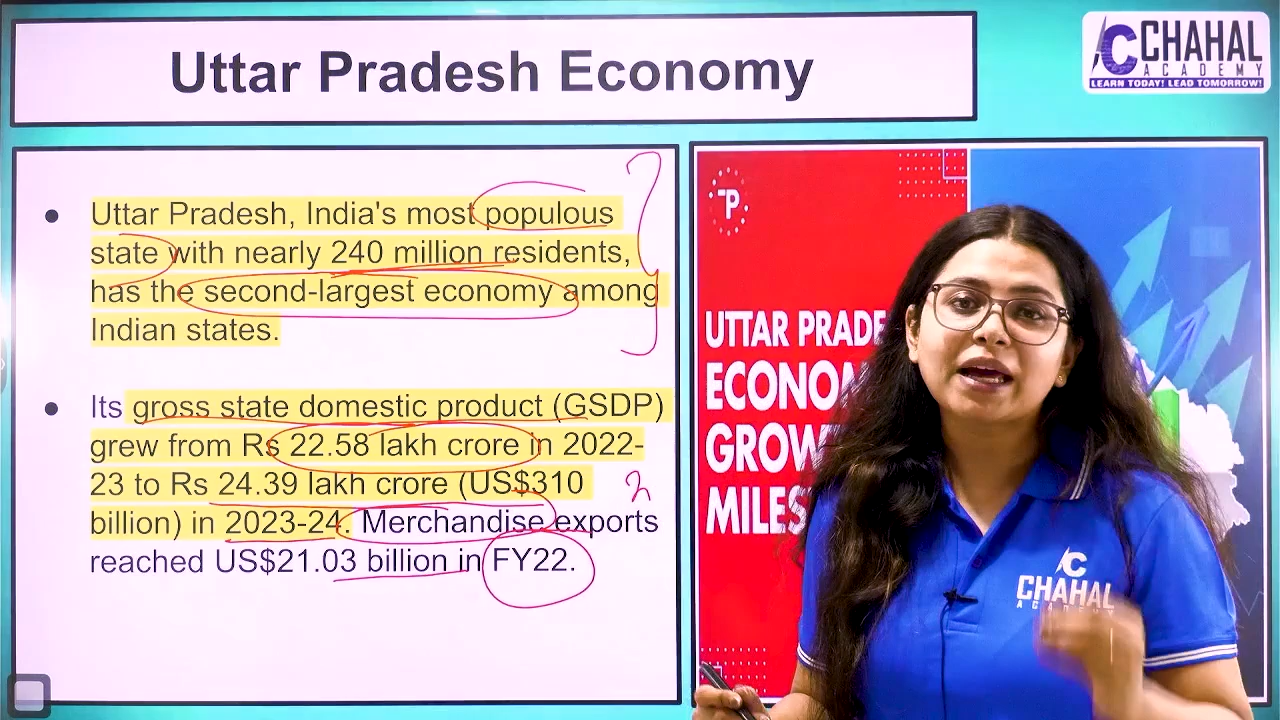 Uttar Pradesh Economy
CHAHAL
ACADEMY
LEARN TODAY! LEAD TOMORROW!
• Uttar Pradesh, India's most populous
state with nearly 240 million residents,
has the second-largest economy among
Indian states.
• Its gross state domestic product (GSDP)
grew from Rs 22.58 lakh crore in 2022-
23 to Rs 24.39 lakh crore (US$310
billion) in 2023-24. Merchandise exports
reached US$21.03 billion in FY22.
P
UTTAR PRADE
ECONOM
GROW
MILES
CHAHAL
ACADEMY